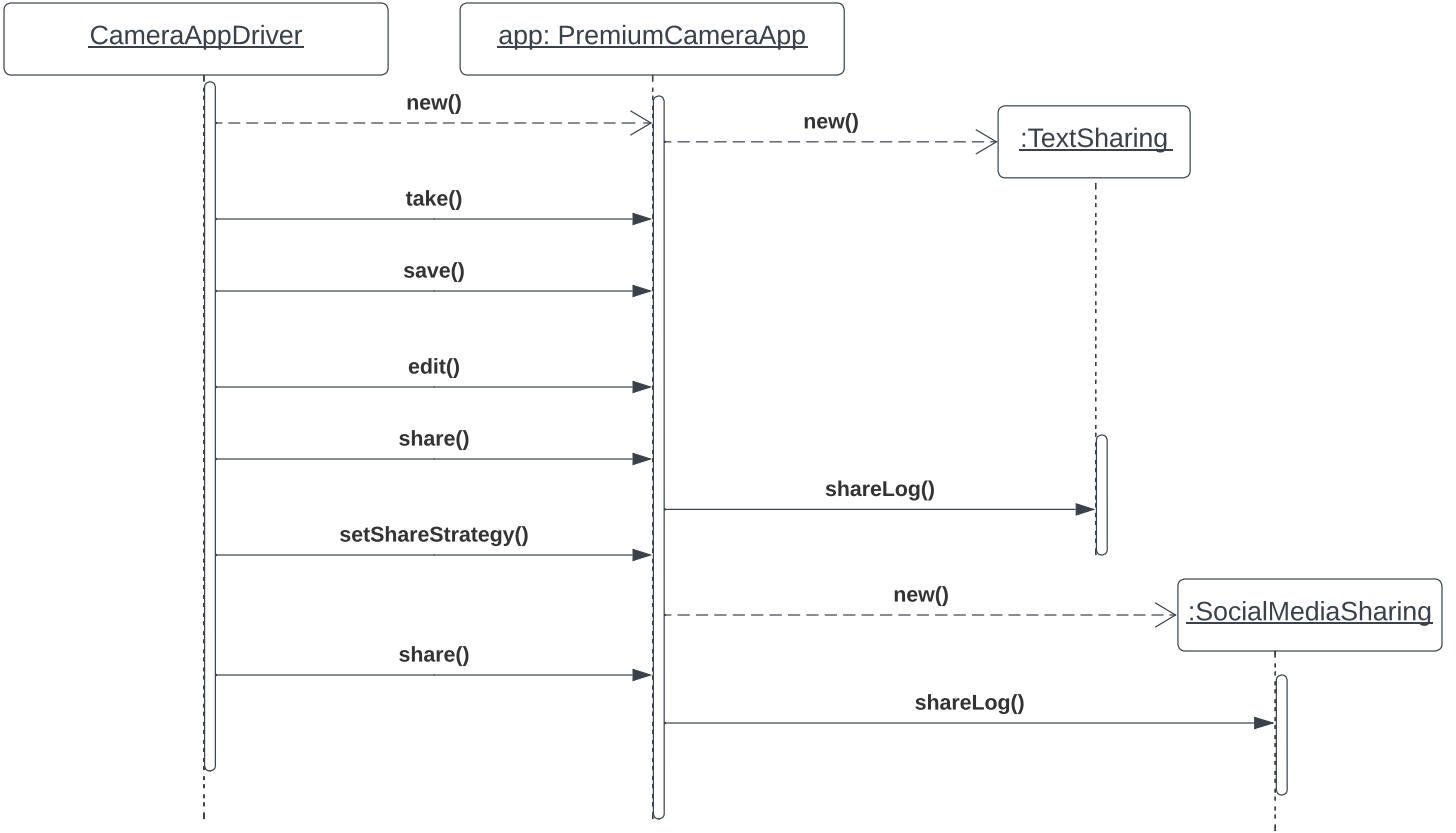 CameraAppDriver
app: PremiumCameraApp
new()
new()
:TextSharing
take()
save()
edit()
share()
shareLog()
setShareStrategy()
new()
:SocialMediaSharing
share()
shareLog()